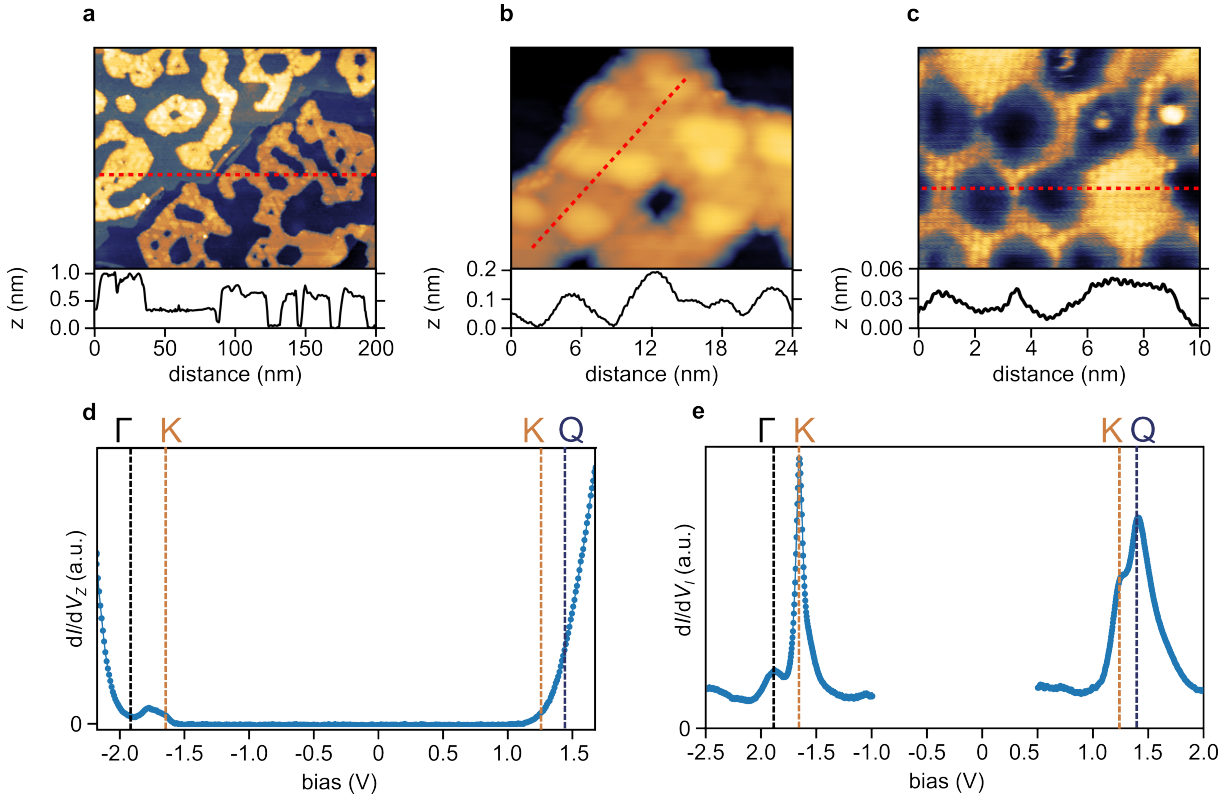 a
b
c
z (nm)
1.0
0.5
0.0
0 50 100 150 200
distance (nm)
z (nm)
0.2
0.1
0.0
0 6 12 18 24
distance (nm)
z (nm)
0.06
0.03
0.00
0 2 4 6 8 10
distance (nm)
d
Γ K K Q
dI/dV_Z (a.u.)
0
-2.0 -1.5 -1.0 -0.5 0 0.5 1.0 1.5
bias (V)
e
Γ K K Q
dI/dV_I (a.u.)
0
-2.5 2.0 -1.5 -1.0 -0.5 0 0.5 1.0 1.5 2.0
bias (V)